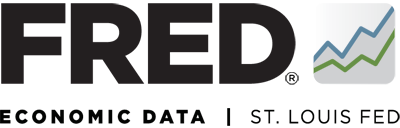 FRED®
ECONOMIC DATA | ST. LOUIS FED